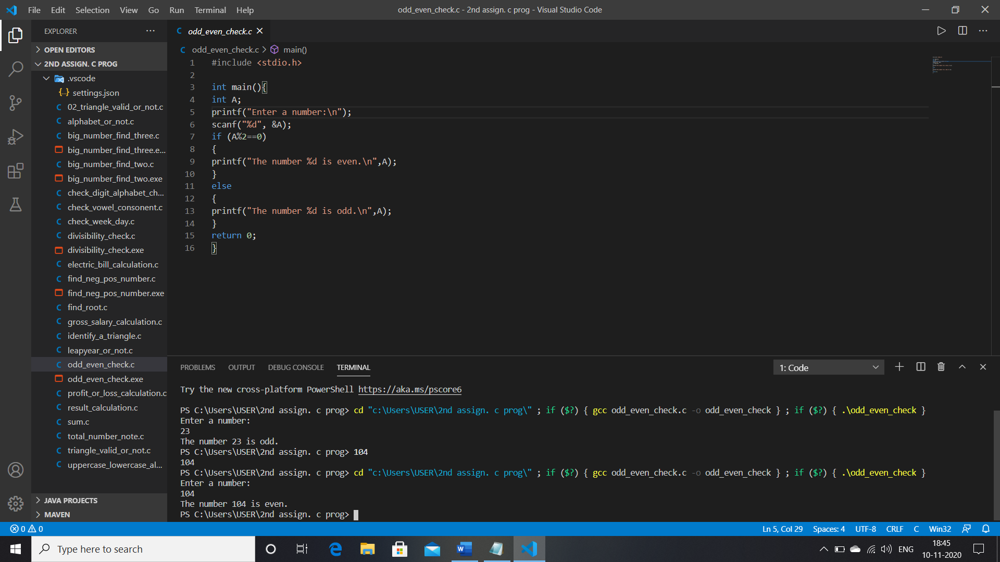 File Edit Selection View Go Run Terminal Help
odd_even_check.c - 2nd assign. c prog - Visual Studio Code
EXPLORER
OPEN EDITORS
2ND ASSIGN. C PROG
.vscode
{..} settings.json
C 02_triangle_valid_or_not.c
C alphabet_or_not.c
C big_number_find_three.c
big_number_find_three.e...
C big_number_find_two.c
big_number_find_two.exe
C check_digit_alphabet_ch...
C check_vowel_consonent.c
C check_week_day.c
C divisibility_check.c
divisibility_check.exe
C electric_bill_calculation.c
C find_neg_pos_number.c
find_neg_pos_number.exe
C find_root.c
C gross_salary_calculation.c
C identify_a_triangle.c
C leapyear_or_not.c
C odd_even_check.c
odd_even_check.exe
C profit_or_loss_calculation.c
C result_calculation.c
C sum.c
C total_number_note.c
C triangle_valid_or_not.c
C uppercase_lowercase_al...
JAVA PROJECTS
MAVEN
C odd_even_check.c
C odd_even_check.c > main()
1 #include <stdio.h>
2
3 int main(){
4 int A;
5 printf("Enter a number:\n");
6 scanf("%d", &A);
7 if (A%2==0)
8 {
9 printf("The number %d is even.\n",A);
10 }
11 else
12 {
13 printf("The number %d is odd.\n",A);
14 }
15 return 0;
16 }
PROBLEMS OUTPUT DEBUG CONSOLE TERMINAL
1: Code
Try the new cross-platform PowerShell https://aka.ms/pscore6
PS C:\Users\USER\2nd assign. c prog> cd "c:\Users\USER\2nd assign. c prog\" ; if ($?) { gcc odd_even_check.c -o odd_even_check } ; if ($?) { .\odd_even_check }
Enter a number:
23
The number 23 is odd.
PS C:\Users\USER\2nd assign. c prog> 104
104
PS C:\Users\USER\2nd assign. c prog> cd "c:\Users\USER\2nd assign. c prog\" ; if ($?) { gcc odd_even_check.c -o odd_even_check } ; if ($?) { .\odd_even_check }
Enter a number:
104
The number 104 is even.
PS C:\Users\USER\2nd assign. c prog>
0 0
Ln 5, Col 29 Spaces: 4 UTF-8 CRLF C Win32
Type here to search
ENG
18:45
10-11-2020